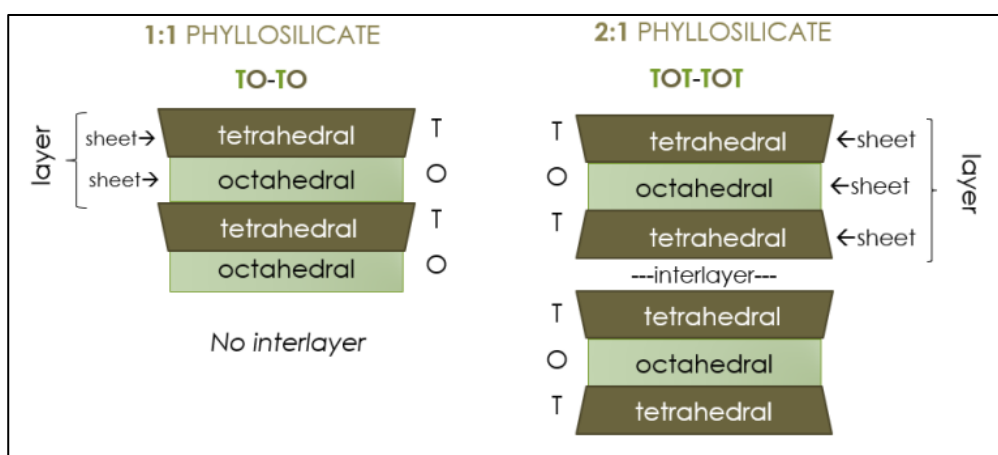 1:1 PHYLLOSILICATE
TO-TO
layer
sheet→ tetrahedral T
sheet→ octahedral O
tetrahedral T
octahedral O
No interlayer
2:1 PHYLLOSILICATE
TOT-TOT
T tetrahedral ←sheet
O octahedral ←sheet
T tetrahedral ←sheet
layer
---interlayer---
T tetrahedral
O octahedral
T tetrahedral